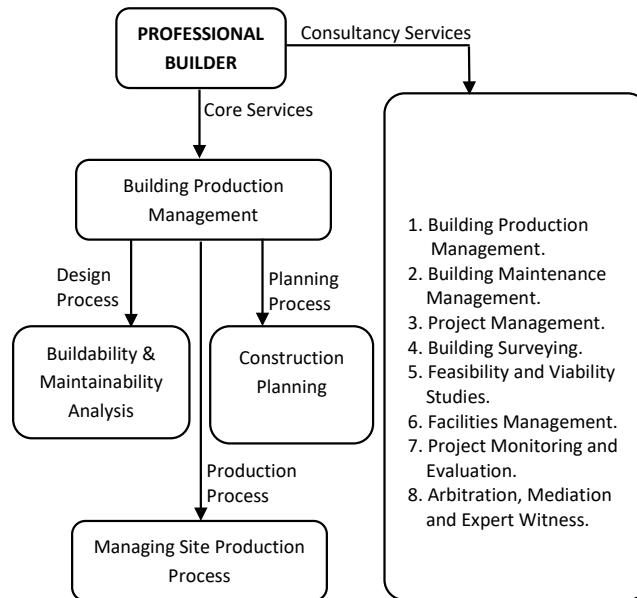 PROFESSIONAL
BUILDER
Consultancy Services
Core Services
Building Production
Management
Design
Process
Planning
Process
Buildability &
Maintainability
Analysis
Construction
Planning
Production
Process
Managing Site Production
Process
1. Building Production
Management.
2. Building Maintenance
Management.
3. Project Management.
4. Building Surveying.
5. Feasibility and Viability
Studies.
6. Facilities Management.
7. Project Monitoring and
Evaluation.
8. Arbitration, Mediation
and Expert Witness.